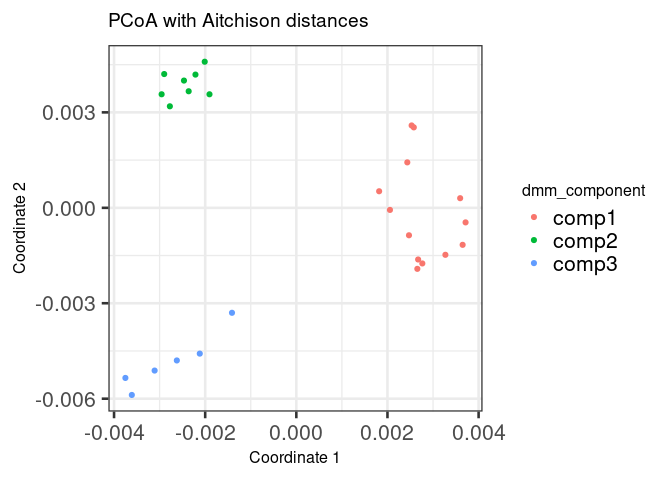 PCoA with Aitchison distances
Coordinate 2
0.003
0.000
-0.003
-0.006
-0.004 -0.002 0.000 0.002 0.004
Coordinate 1
dmm_component
comp1
comp2
comp3